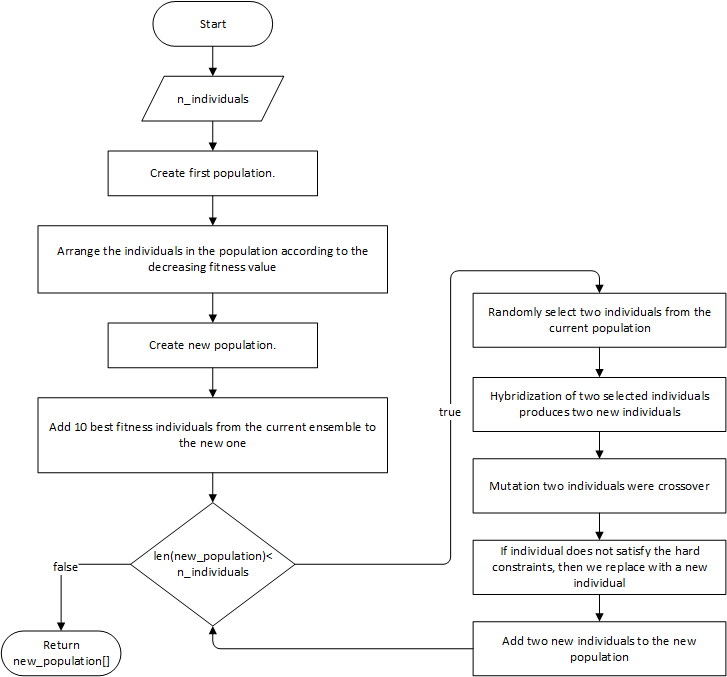 Start
n_individuals
Create first population.
Arrange the individuals in the population according to the
decreasing fitness value
Create new population.
Add 10 best fitness individuals from the current ensemble to
the new one
len(new_population)<
n_individuals
false
Return
new_population[]
true
Randomly select two individuals from the
current population
Hybridization of two selected individuals
produces two new individuals
Mutation two individuals were crossover
If individual does not satisfy the hard
constraints, then we replace with a new
individual
Add two new individuals to the new
population